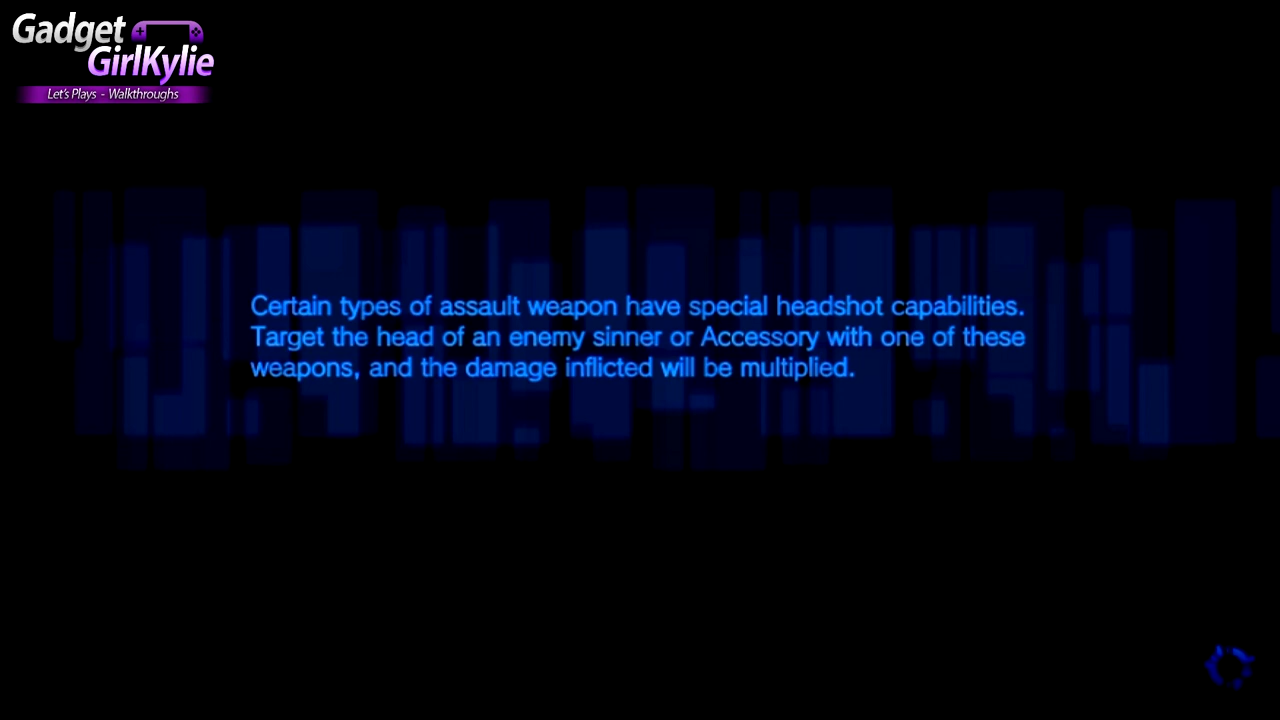 Gadget
GirlKylie
Let's Plays - Walkthroughs
Certain types of assault weapon have special headshot capabilities.
Target the head of an enemy sinner or Accessory with one of these
weapons, and the damage inflicted will be multiplied.